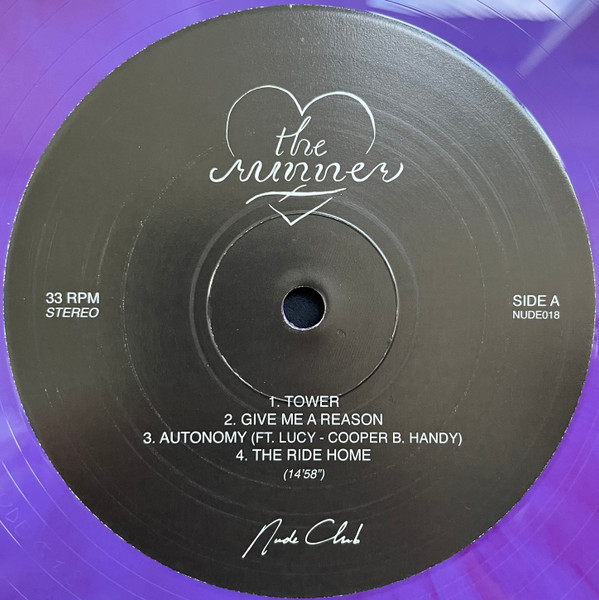 the
runner
33 RPM
STEREO
SIDE A
NUDE018
1. TOWER
2. GIVE ME A REASON
3. AUTONOMY (FT. LUCY - COOPER B. HANDY)
4. THE RIDE HOME
(14'58")
Nude Club